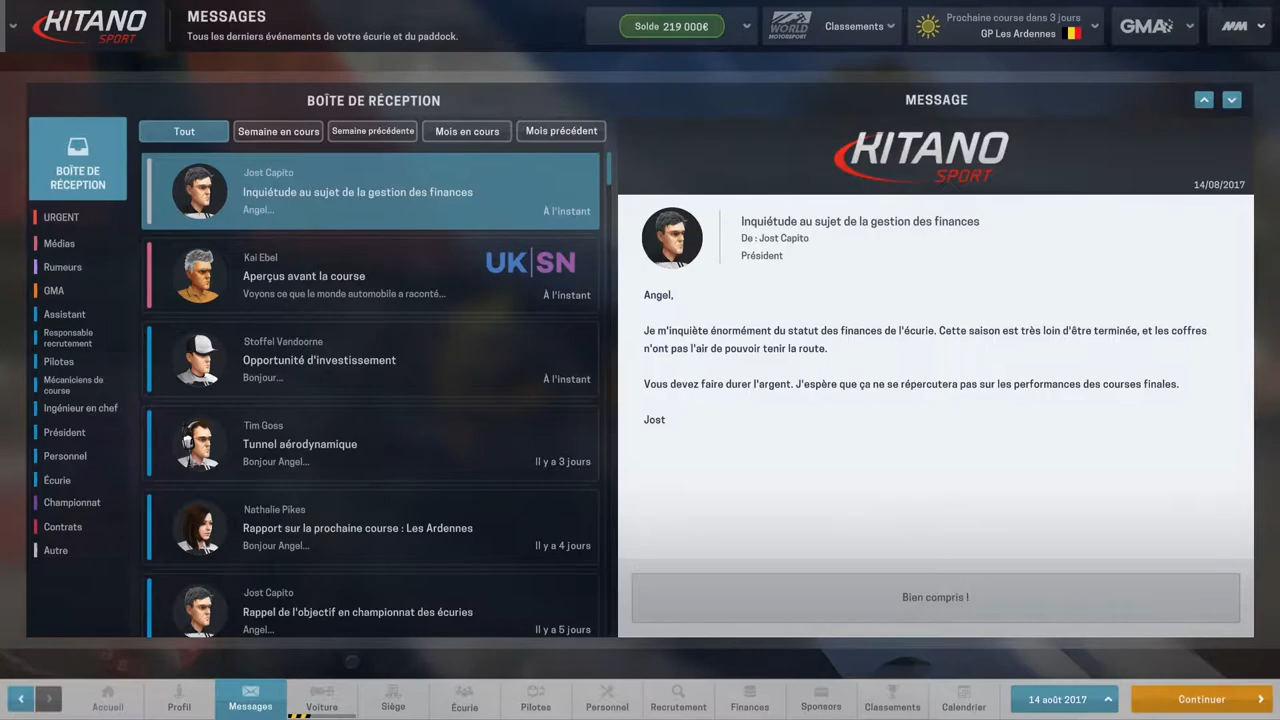 KITANO
SPORT
MESSAGES
Tous les derniers événements de votre écurie et du paddock.
Solde 219 000€
WORLD
MOTORSPORT
Classements
Prochaine course dans 3 jours
GP Les Ardennes
GMA
BOÎTE DE RÉCEPTION
Tout
Semaine en cours
Semaine précédente
Mois en cours
Mois précédent
BOÎTE DE
RÉCEPTION
URGENT
Médias
Rumeurs
GMA
Assistant
Responsable
recrutement
Pilotes
Mécaniciens de
course
Ingénieur en chef
Président
Personnel
Écurie
Championnat
Contrats
Autre
Jost Capito
Inquiétude au sujet de la gestion des finances
Angel...
À l'instant
Kai Ebel
Aperçus avant la course
Voyons ce que le monde automobile a raconté...
UK|SN
À l'instant
Stoffel Vandoorne
Opportunité d'investissement
Bonjour...
À l'instant
Tim Goss
Tunnel aérodynamique
Bonjour Angel...
Il y a 3 jours
Nathalie Pikes
Rapport sur la prochaine course : Les Ardennes
Bonjour Angel...
Il y a 4 jours
Jost Capito
Rappel de l'objectif en championnat des écuries
Angel...
Il y a 5 jours
MESSAGE
KITANO
SPORT
14/08/2017
Inquiétude au sujet de la gestion des finances
De : Jost Capito
Président
Angel,
Je m'inquiète énormément du statut des finances de l'écurie. Cette saison est très loin d'être terminée, et les coffres
n'ont pas l'air de pouvoir tenir la route.
Vous devez faire durer l'argent. J'espère que ça ne se répercutera pas sur les performances des courses finales.
Jost
Bien compris !
Accueil
Profil
Messages
Voiture
Siège
Écurie
Pilotes
Personnel
Recrutement
Finances
Sponsors
Classements
Calendrier
14 août 2017
Continuer